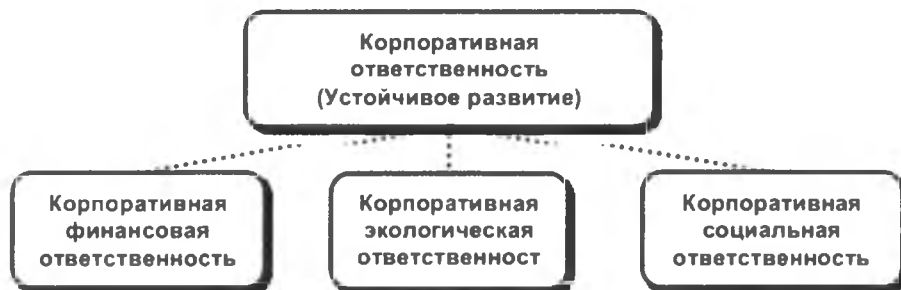 Корпоративная
ответственность
(Устойчивое развитие)
Корпоративная
финансовая
ответственность
Корпоративная
экологическая
ответственност
Корпоративная
социальная
ответственность